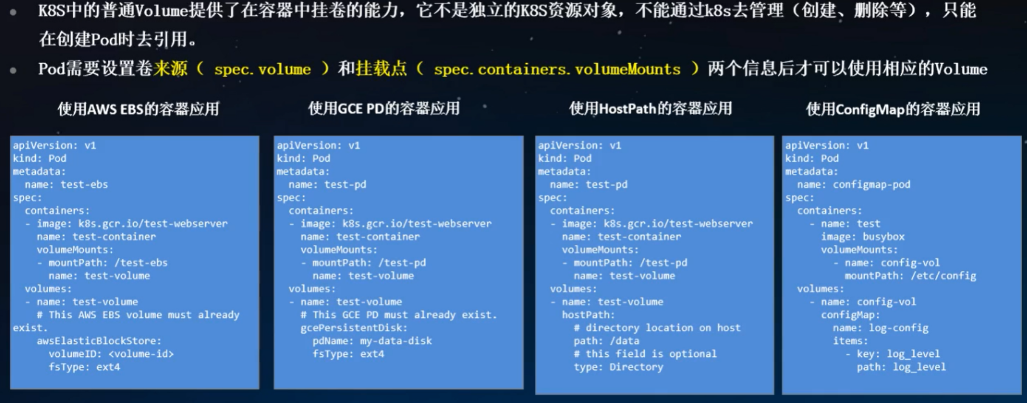 K8S中的普通Volume提供了在容器中挂卷的能力，它不是独立的K8S资源对象，不能通过k8s去管理（创建、删除等），只能
在创建Pod时去引用。
Pod需要设置卷来源（ spec.volume ）和挂载点（ spec.containers.volumeMounts ）两个信息后才可以使用相应的Volume
使用AWS EBS的容器应用
apiVersion: v1
kind: Pod
metadata:
  name: test-ebs
spec:
  containers:
  - image: k8s.gcr.io/test-webserver
    name: test-container
    volumeMounts:
    - mountPath: /test-ebs
      name: test-volume
  volumes:
  - name: test-volume
    # This AWS EBS volume must already
exist.
    awsElasticBlockStore:
      volumeID: <volume-id>
      fsType: ext4
使用GCE PD的容器应用
apiVersion: v1
kind: Pod
metadata:
  name: test-pd
spec:
  containers:
  - image: k8s.gcr.io/test-webserver
    name: test-container
    volumeMounts:
    - mountPath: /test-pd
      name: test-volume
  volumes:
  - name: test-volume
    # This GCE PD must already exist.
    gcePersistentDisk:
      pdName: my-data-disk
      fsType: ext4
使用HostPath的容器应用
apiVersion: v1
kind: Pod
metadata:
  name: test-pd
spec:
  containers:
  - image: k8s.gcr.io/test-webserver
    name: test-container
    volumeMounts:
    - mountPath: /test-pd
      name: test-volume
  volumes:
  - name: test-volume
    hostPath:
      # directory location on host
      path: /data
      # this field is optional
      type: Directory
使用ConfigMap的容器应用
apiVersion: v1
kind: Pod
metadata:
  name: configmap-pod
spec:
  containers:
    - name: test
      image: busybox
      volumeMounts:
        - name: config-vol
          mountPath: /etc/config
  volumes:
    - name: config-vol
      configMap:
        name: log-config
        items:
          - key: log_level
            path: log_level